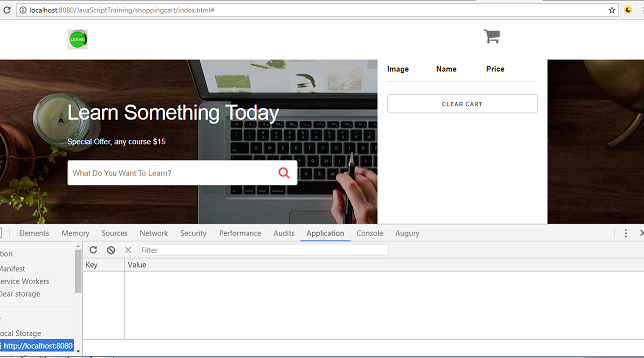 localhost:8080/JavaScriptTraining/shoppingcart/index.html#
LEARN
Image Name Price
CLEAR CART
Learn Something Today
Special Offer, any course $15
What Do You Want To Learn?
Elements Memory Sources Network Security Performance Audits Application Console Augury
tion
Manifest
ervice Workers
Clear storage
Filter
Key Value
ocal Storage
http://localhost:8080